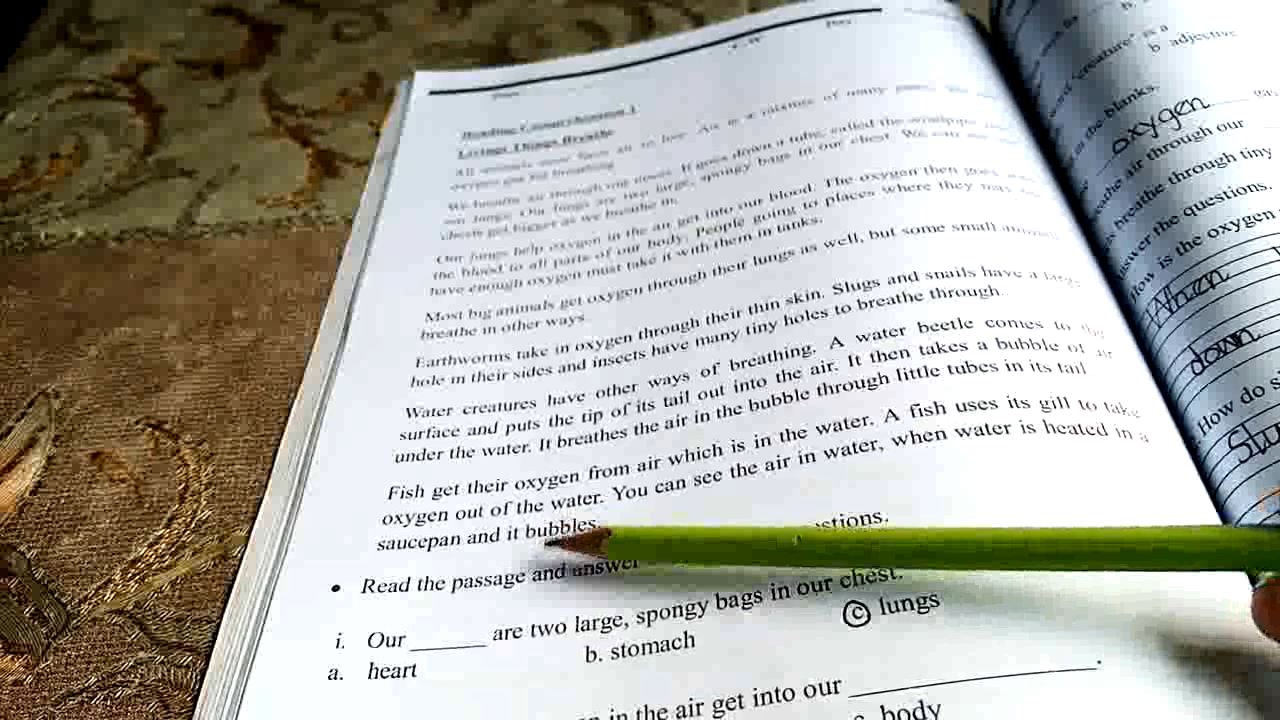 Reading Comprehension 1
Livings Things Breathe
All animals must have air to live. Air is a mixture of many gases.
oxygen gas for breathing.
We breathe air through our noses. It goes down a tube, called the windpipe
our lungs. Our lungs are two large, spongy bags in our chest. We can
chests get bigger as we breathe in.
Our lungs help oxygen in the air get into our blood. The oxygen then goes
the blood to all parts of our body. People going to places where they may
have enough oxygen must take it with them in tanks.
Most big animals get oxygen through their lungs as well, but some small animals
breathe in other ways.
Earthworms take in oxygen through their thin skin. Slugs and snails have a large
hole in their sides and insects have many tiny holes to breathe through.
Water creatures have other ways of breathing. A water beetle comes to the
surface and puts the tip of its tail out into the air. It then takes a bubble of air
under the water. It breathes the air in the bubble through little tubes in its tail
Fish get their oxygen from air which is in the water. A fish uses its gill to take
oxygen out of the water. You can see the air in water, when water is heated in a
saucepan and it bubbles.
• Read the passage and answer stions.
i. Our ______ are two large, spongy bags in our chest.
a. heart b. stomach c lungs
in the air get into our ______.
c. body
"creature" is a
b adjective
the blanks.
oxygen
breathe air through our
breathe through tiny
answer the questions.
How is the oxygen
When
down
How do s
Slu